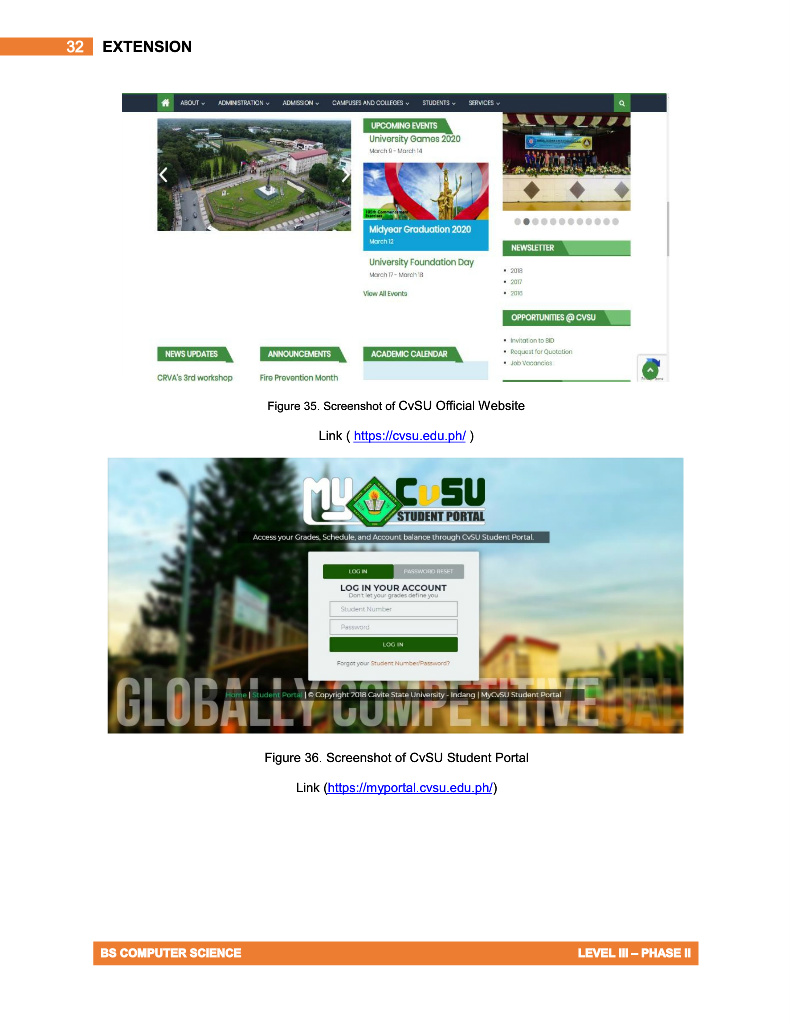 32 EXTENSION
ABOUT ADMINISTRATION ADMISSION CAMPUSES AND COLLEGES STUDENTS SERVICES
UPCOMING EVENTS
University Games 2020
March 9 - March 14
Midyear Graduation 2020
March 12
University Foundation Day
March 17 - March 18
View All Events
NEWSLETTER
2018
2017
2016
OPPORTUNITIES @ CVSU
Invitation to BID
Request for Quotation
Job Vacancies
NEWS UPDATES
ANNOUNCEMENTS
ACADEMIC CALENDAR
CRVA's 3rd workshop
Fire Prevention Month
Figure 35. Screenshot of CvSU Official Website
Link ( https://cvsu.edu.ph/ )
MY CvSU
STUDENT PORTAL
Access your Grades, Schedule, and Account balance through CvSU Student Portal.
LOG IN PASSWORD RESET
LOG IN YOUR ACCOUNT
Don't let your grades define you
Student Number
Password
LOG IN
Forgot your Student Number/Password?
Home | Student Portal | © Copyright 2018 Cavite State University - Indang | MyCvSU Student Portal
GLOBALLY COMPETITIVE
Figure 36. Screenshot of CvSU Student Portal
Link (https://myportal.cvsu.edu.ph/)
BS COMPUTER SCIENCE
LEVEL III – PHASE II